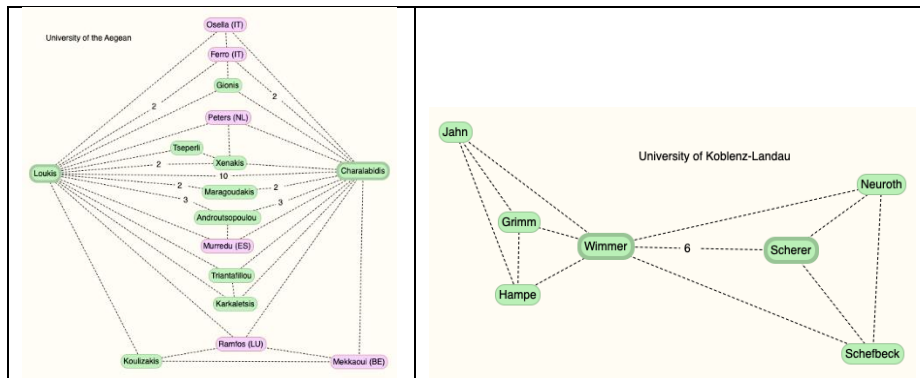 University of the Aegean
Osella (IT)
Ferro (IT)
2
2
Gionis
Peters (NL)
Tseperli
Xenakis
2
10
Loukis
Charalabidis
2
Maragoudakis
2
3
Androutsopoulou
3
Murredu (ES)
Triantafillou
Karkaletsis
Ramfos (LU)
Koulizakis
Mekkaoui (BE)
Jahn
University of Koblenz-Landau
Neuroth
Grimm
Wimmer
6
Scherer
Hampe
Schefbeck